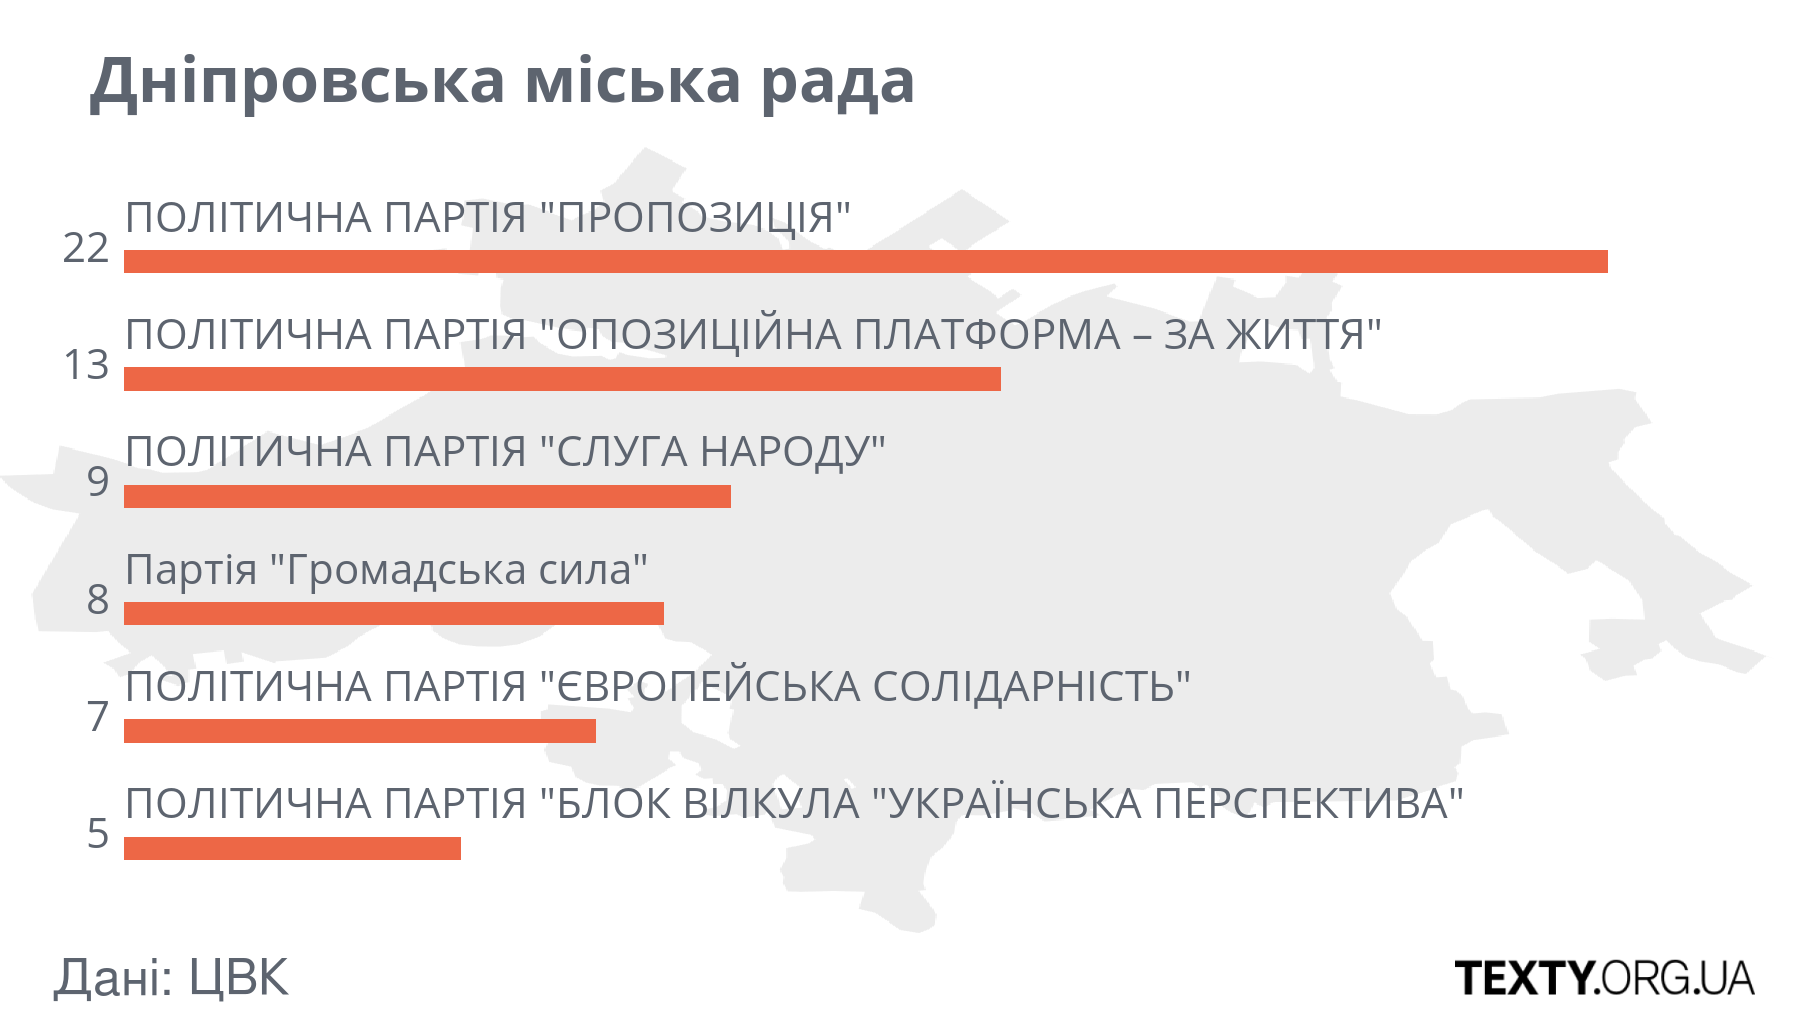 Дніпровська міська рада
ПОЛІТИЧНА ПАРТІЯ "ПРОПОЗИЦІЯ"
22
ПОЛІТИЧНА ПАРТІЯ "ОПОЗИЦІЙНА ПЛАТФОРМА – ЗА ЖИТТЯ"
13
ПОЛІТИЧНА ПАРТІЯ "СЛУГА НАРОДУ"
9
Партія "Громадська сила"
8
ПОЛІТИЧНА ПАРТІЯ "ЄВРОПЕЙСЬКА СОЛІДАРНІСТЬ"
7
ПОЛІТИЧНА ПАРТІЯ "БЛОК ВІЛКУЛА "УКРАЇНСЬКА ПЕРСПЕКТИВА"
5
Дані: ЦВК
TEXTY.ORG.UA